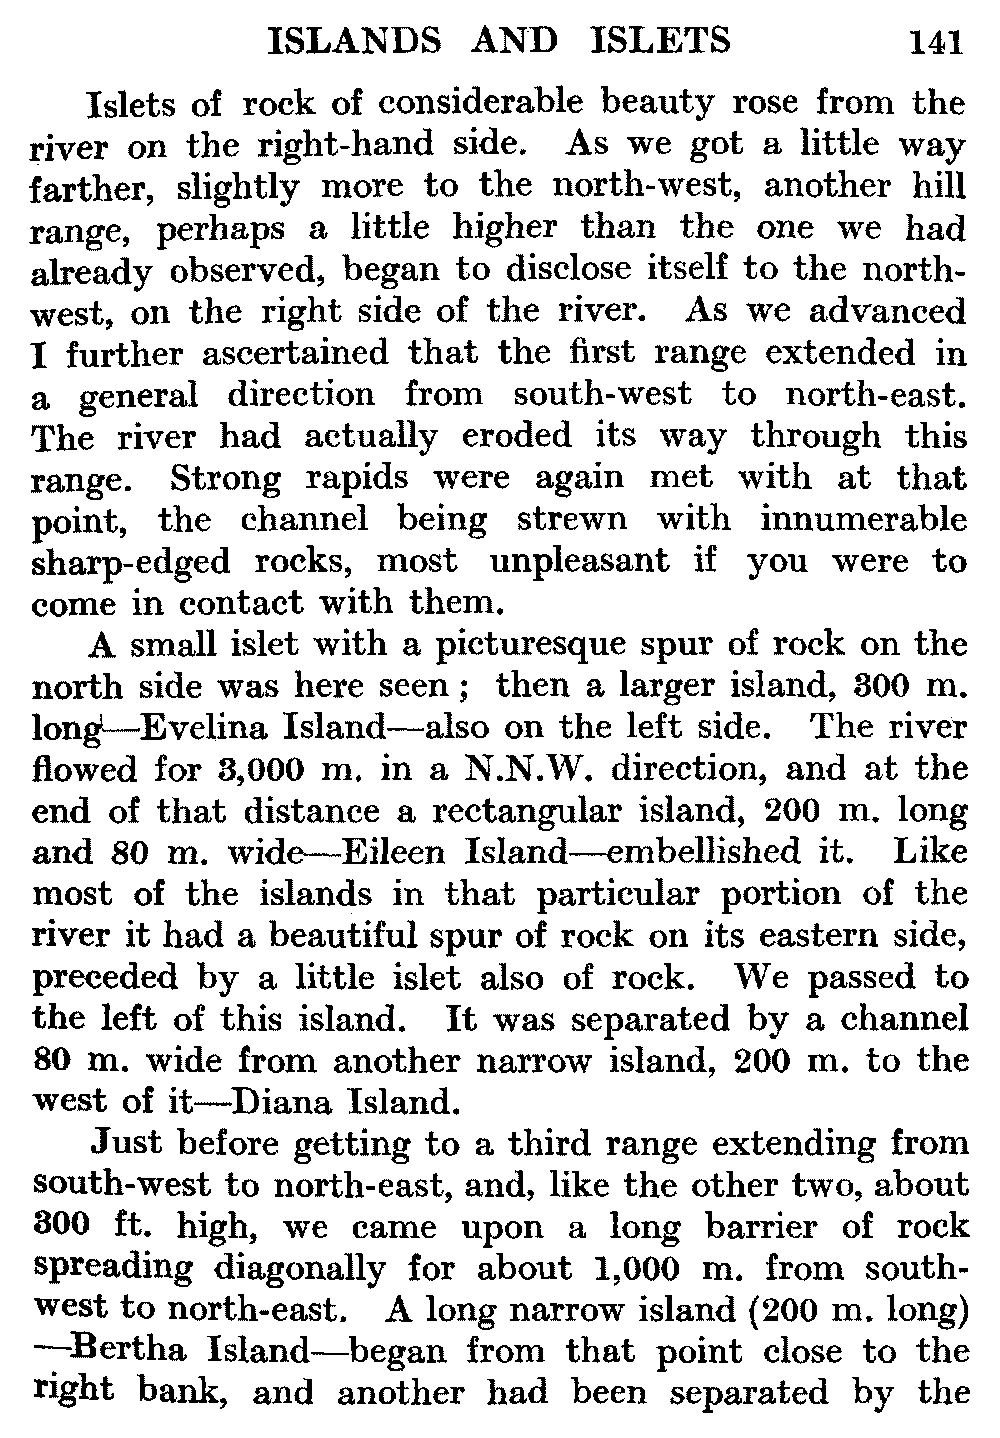 ISLANDS AND ISLETS 141
Islets of rock of considerable beauty rose from the
river on the right-hand side. As we got a little way
farther, slightly more to the north-west, another hill
range, perhaps a little higher than the one we had
already observed, began to disclose itself to the north-
west, on the right side of the river. As we advanced
I further ascertained that the first range extended in
a general direction from south-west to north-east.
The river had actually eroded its way through this
range. Strong rapids were again met with at that
point, the channel being strewn with innumerable
sharp-edged rocks, most unpleasant if you were to
come in contact with them.
A small islet with a picturesque spur of rock on the
north side was here seen; then a larger island, 300 m.
long—Evelina Island—also on the left side. The river
flowed for 3,000 m. in a N.N.W. direction, and at the
end of that distance a rectangular island, 200 m. long
and 80 m. wide—Eileen Island—embellished it. Like
most of the islands in that particular portion of the
river it had a beautiful spur of rock on its eastern side,
preceded by a little islet also of rock. We passed to
the left of this island. It was separated by a channel
80 m. wide from another narrow island, 200 m. to the
west of it—Diana Island.
Just before getting to a third range extending from
south-west to north-east, and, like the other two, about
300 ft. high, we came upon a long barrier of rock
spreading diagonally for about 1,000 m. from south-
west to north-east. A long narrow island (200 m. long)
—Bertha Island—began from that point close to the
right bank, and another had been separated by the